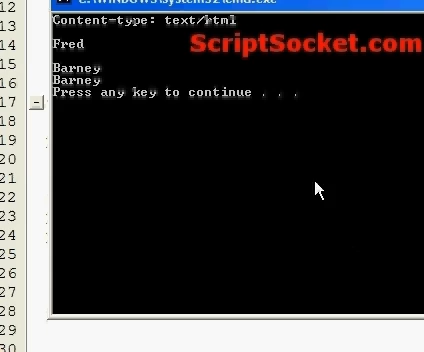 C:\WINDOWS\system32\cmd.exe
Content-type: text/html
ScriptSocket.com
Fred
Barney
Barney
Press any key to continue . . .
12
13
14
15
16
17
18
19
20
21
22
23
24
25
26
27
28
29
30